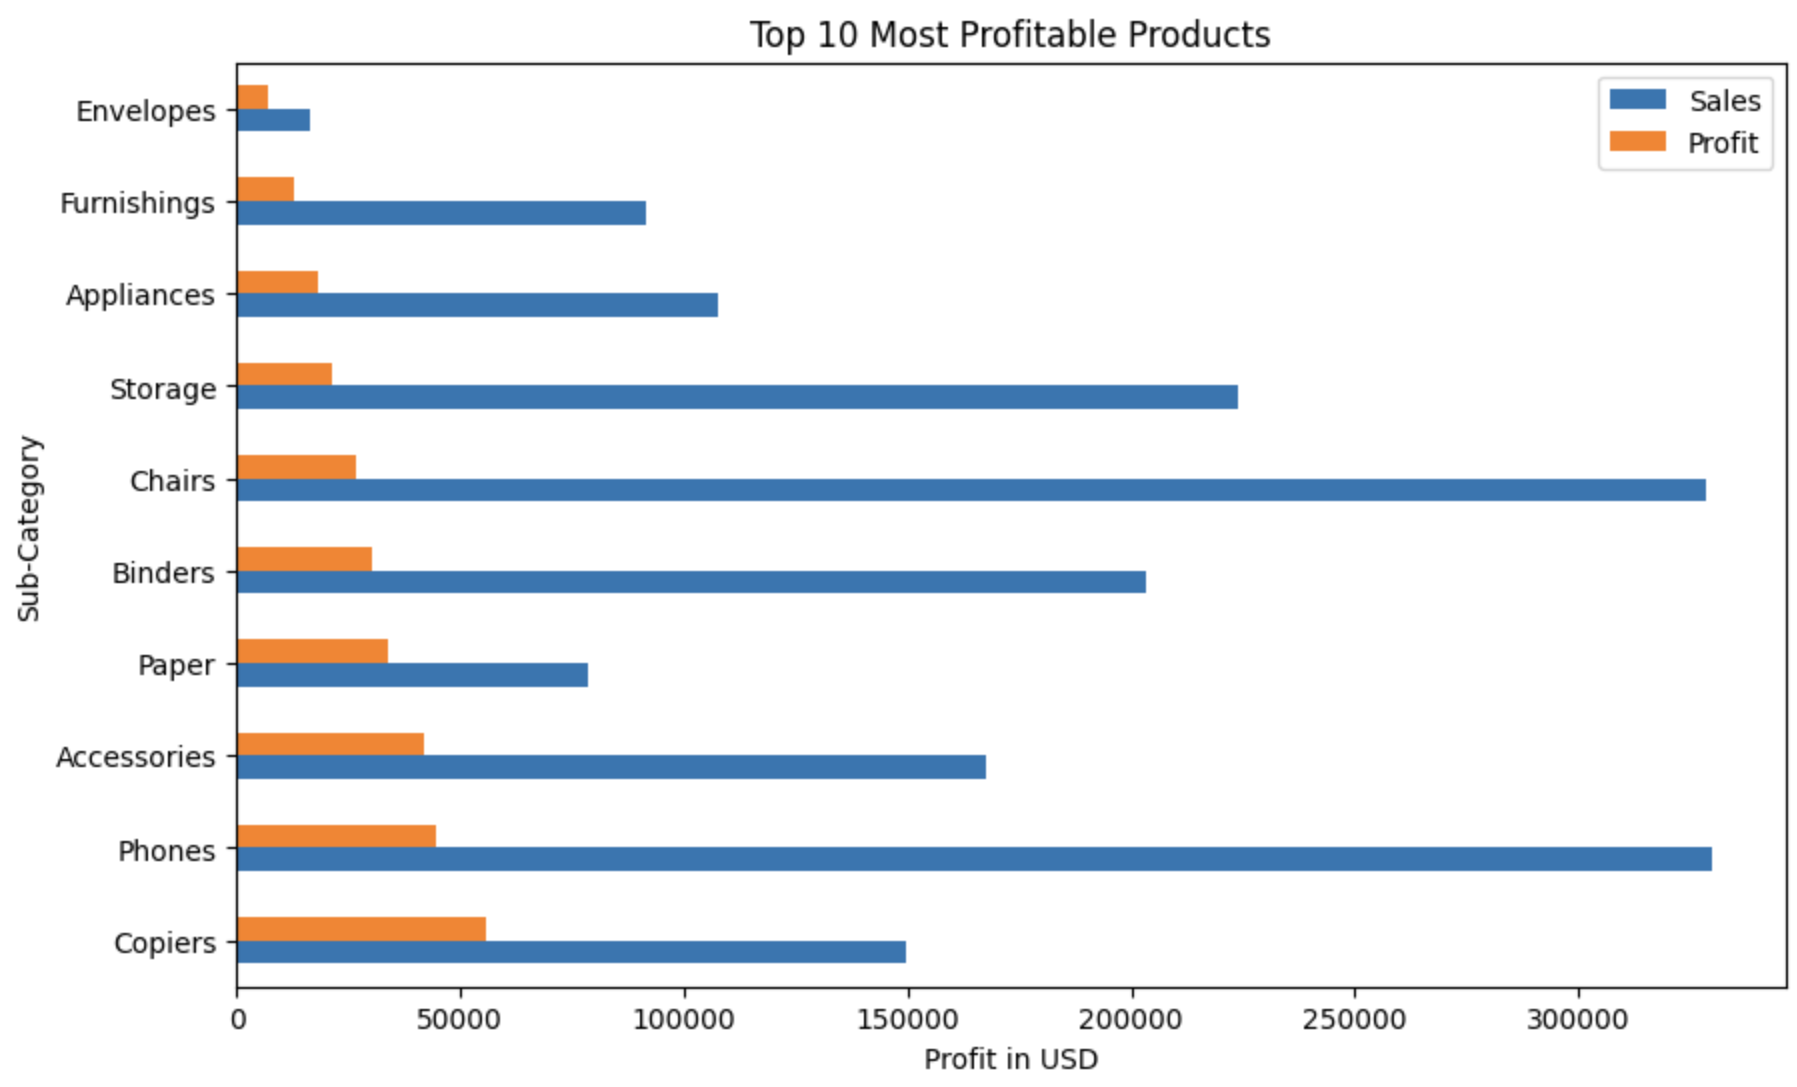 Top 10 Most Profitable Products
Sales
Profit
Sub-Category
Envelopes
Furnishings
Appliances
Storage
Chairs
Binders
Paper
Accessories
Phones
Copiers
0 50000 100000 150000 200000 250000 300000
Profit in USD